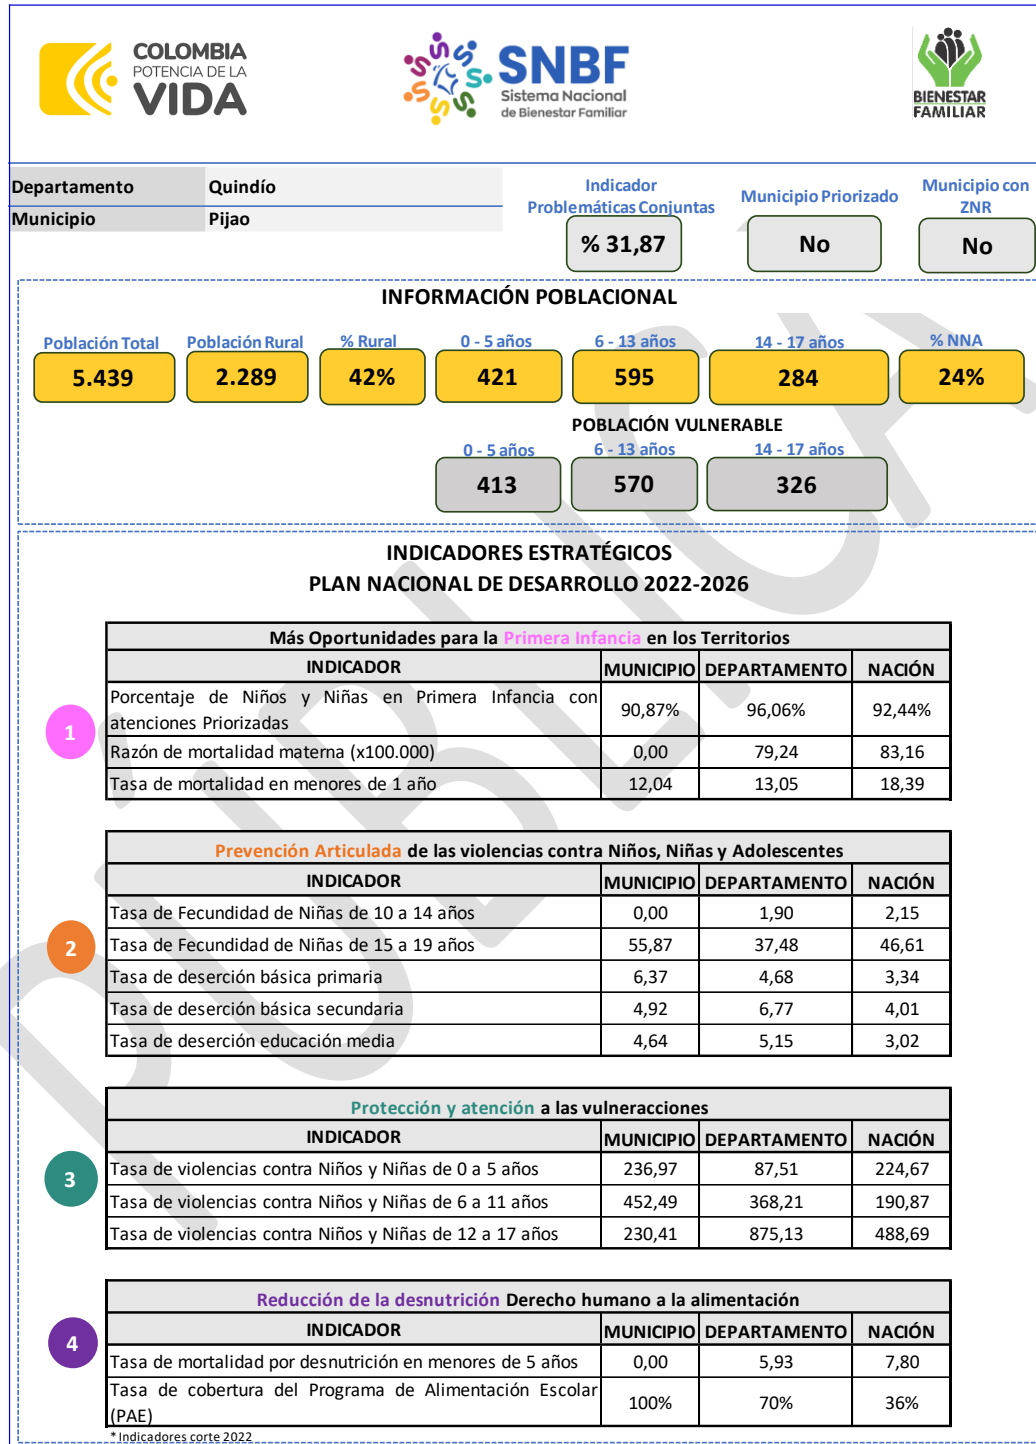 COLOMBIA
POTENCIA DE LA
VIDA
SNBF
Sistema Nacional
de Bienestar Familiar
BIENESTAR
FAMILIAR
Departamento Quindío
Municipio Pijao
Indicador
Problemáticas Conjuntas
% 31,87
Municipio Priorizado
No
Municipio con
ZNR
No
INFORMACIÓN POBLACIONAL
Población Total Población Rural % Rural 0 - 5 años 6 - 13 años 14 - 17 años % NNA
5.439 2.289 42% 421 595 284 24%
POBLACIÓN VULNERABLE
0 - 5 años 6 - 13 años 14 - 17 años
413 570 326
INDICADORES ESTRATÉGICOS
PLAN NACIONAL DE DESARROLLO 2022-2026
1
Más Oportunidades para la Primera Infancia en los Territorios
INDICADOR MUNICIPIO DEPARTAMENTO NACIÓN
Porcentaje de Niños y Niñas en Primera Infancia con
atenciones Priorizadas 90,87% 96,06% 92,44%
Razón de mortalidad materna (x100.000) 0,00 79,24 83,16
Tasa de mortalidad en menores de 1 año 12,04 13,05 18,39
2
Prevención Articulada de las violencias contra Niños, Niñas y Adolescentes
INDICADOR MUNICIPIO DEPARTAMENTO NACIÓN
Tasa de Fecundidad de Niñas de 10 a 14 años 0,00 1,90 2,15
Tasa de Fecundidad de Niñas de 15 a 19 años 55,87 37,48 46,61
Tasa de deserción básica primaria 6,37 4,68 3,34
Tasa de deserción básica secundaria 4,92 6,77 4,01
Tasa de deserción educación media 4,64 5,15 3,02
3
Protección y atención a las vulneracciones
INDICADOR MUNICIPIO DEPARTAMENTO NACIÓN
Tasa de violencias contra Niños y Niñas de 0 a 5 años 236,97 87,51 224,67
Tasa de violencias contra Niños y Niñas de 6 a 11 años 452,49 368,21 190,87
Tasa de violencias contra Niños y Niñas de 12 a 17 años 230,41 875,13 488,69
4
Reducción de la desnutrición Derecho humano a la alimentación
INDICADOR MUNICIPIO DEPARTAMENTO NACIÓN
Tasa de mortalidad por desnutrición en menores de 5 años 0,00 5,93 7,80
Tasa de cobertura del Programa de Alimentación Escolar
(PAE) 100% 70% 36%
* Indicadores corte 2022
PÚBLICA